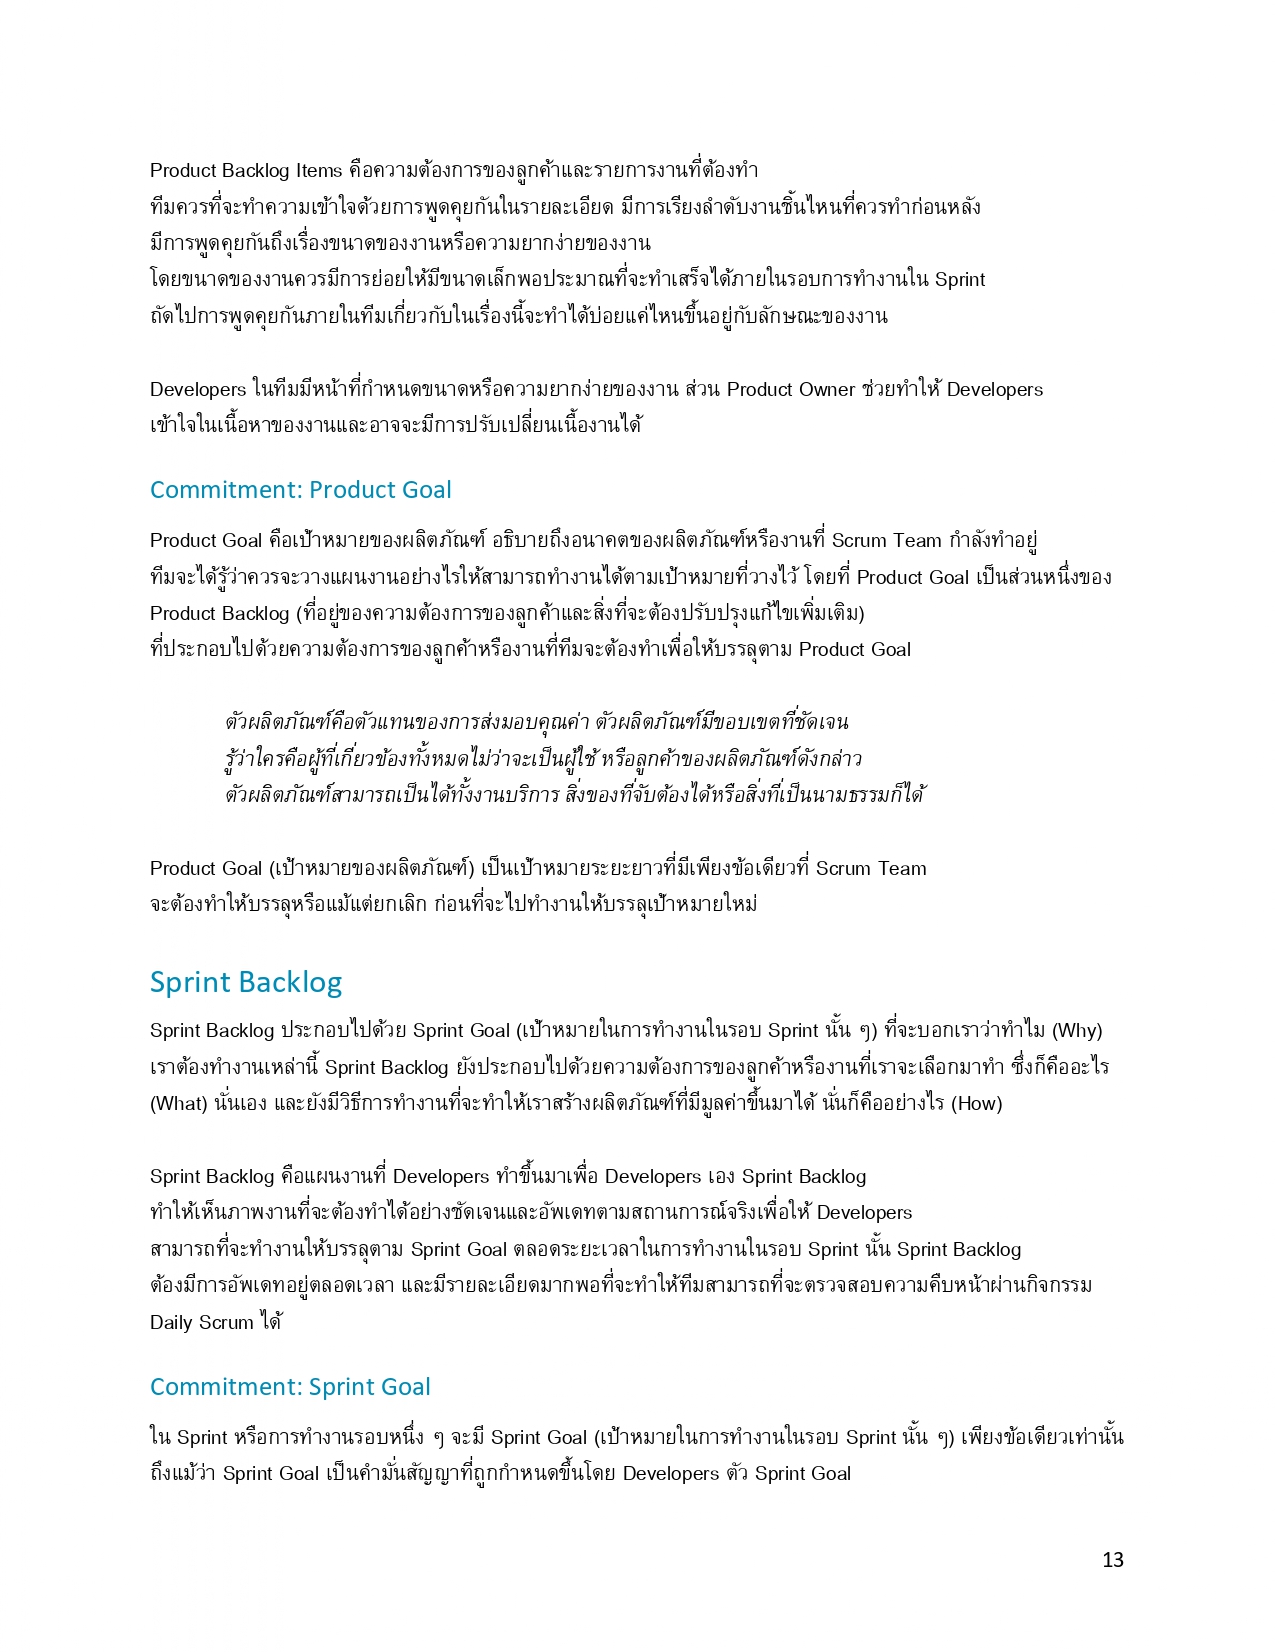 Product Backlog Items คือความต้องการของลูกค้าและรายการงานที่ต้องทำ
ทีมควรที่จะทำความเข้าใจด้วยการพูดคุยกันในรายละเอียด มีการเรียงลำดับงานชิ้นไหนที่ควรทำก่อนหลัง
มีการพูดคุยกันถึงเรื่องขนาดของงานหรือความยากง่ายของงาน
โดยขนาดของงานควรมีการย่อยให้มีขนาดเล็กพอประมาณที่จะทำเสร็จได้ภายในรอบการทำงานใน Sprint
ถัดไปการพูดคุยกันภายในทีมเกี่ยวกับในเรื่องนี้จะทำได้บ่อยแค่ไหนขึ้นอยู่กับลักษณะของงาน
Developers ในทีมมีหน้าที่กำหนดขนาดหรือความยากง่ายของงาน ส่วน Product Owner ช่วยทำให้ Developers
เข้าใจในเนื้อหาของงานและอาจจะมีการปรับเปลี่ยนเนื้องานได้
Commitment: Product Goal
Product Goal คือเป้าหมายของผลิตภัณฑ์ อธิบายถึงอนาคตของผลิตภัณฑ์หรืองานที่ Scrum Team กำลังทำอยู่
ทีมจะได้รู้ว่าควรจะวางแผนงานอย่างไรให้สามารถทำงานได้ตามเป้าหมายที่วางไว้ โดยที่ Product Goal เป็นส่วนหนึ่งของ
Product Backlog (ที่อยู่ของความต้องการของลูกค้าและสิ่งที่จะต้องปรับปรุงแก้ไขเพิ่มเติม)
ที่ประกอบไปด้วยความต้องการของลูกค้าหรืองานที่ทีมจะต้องทำเพื่อให้บรรลุตาม Product Goal
ตัวผลิตภัณฑ์คือตัวแทนของการส่งมอบคุณค่า ตัวผลิตภัณฑ์มีขอบเขตที่ชัดเจน
รู้ว่าใครคือผู้ที่เกี่ยวข้องทั้งหมดไม่ว่าจะเป็นผู้ใช้ หรือลูกค้าของผลิตภัณฑ์ดังกล่าว
ตัวผลิตภัณฑ์สามารถเป็นได้ทั้งงานบริการ สิ่งของที่จับต้องได้หรือสิ่งที่เป็นนามธรรมก็ได้
Product Goal (เป้าหมายของผลิตภัณฑ์) เป็นเป้าหมายระยะยาวที่มีเพียงข้อเดียวที่ Scrum Team
จะต้องทำให้บรรลุหรือแม้แต่ยกเลิก ก่อนที่จะไปทำงานให้บรรลุเป้าหมายใหม่
Sprint Backlog
Sprint Backlog ประกอบไปด้วย Sprint Goal (เป้าหมายในการทำงานในรอบ Sprint นั้น ๆ) ที่จะบอกเราว่าทำไม (Why)
เราต้องทำงานเหล่านี้ Sprint Backlog ยังประกอบไปด้วยความต้องการของลูกค้าหรืองานที่เราจะเลือกมาทำ ซึ่งก็คืออะไร
(What) นั่นเอง และยังมีวิธีการทำงานที่จะทำให้เราสร้างผลิตภัณฑ์ที่มีมูลค่าขึ้นมาได้ นั่นก็คืออย่างไร (How)
Sprint Backlog คือแผนงานที่ Developers ทำขึ้นมาเพื่อ Developers เอง Sprint Backlog
ทำให้เห็นภาพงานที่จะต้องทำได้อย่างชัดเจนและอัพเดทตามสถานการณ์จริงเพื่อให้ Developers
สามารถที่จะทำงานให้บรรลุตาม Sprint Goal ตลอดระยะเวลาในการทำงานในรอบ Sprint นั้น Sprint Backlog
ต้องมีการอัพเดทอยู่ตลอดเวลา และมีรายละเอียดมากพอที่จะทำให้ทีมสามารถที่จะตรวจสอบความคืบหน้าผ่านกิจกรรม
Daily Scrum ได้
Commitment: Sprint Goal
ใน Sprint หรือการทำงานรอบหนึ่ง ๆ จะมี Sprint Goal (เป้าหมายในการทำงานในรอบ Sprint นั้น ๆ) เพียงข้อเดียวเท่านั้น
ถึงแม้ว่า Sprint Goal เป็นคำมั่นสัญญาที่ถูกกำหนดขึ้นโดย Developers ตัว Sprint Goal
13